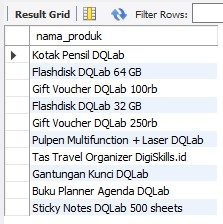 Result Grid Filter Rows:
nama_produk
Kotak Pensil DQLab
Flashdisk DQLab 64 GB
Gift Voucher DQLab 100rb
Flashdisk DQLab 32 GB
Gift Voucher DQLab 250rb
Pulpen Multifunction + Laser DQLab
Tas Travel Organizer DigiSkills.id
Gantungan Kunci DQLab
Buku Planner Agenda DQLab
Sticky Notes DQLab 500 sheets